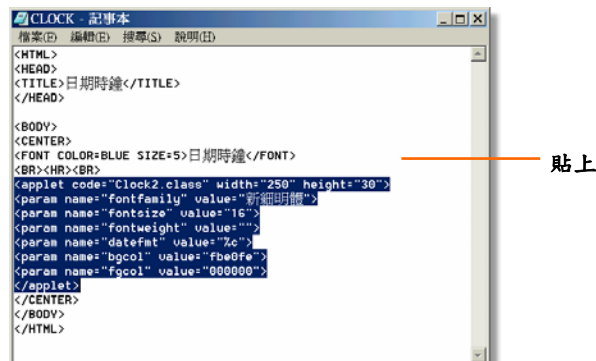 CLOCK - 記事本
檔案(F) 編輯(E) 搜尋(S) 說明(H)
<HTML>
<HEAD>
<TITLE>日期時鐘</TITLE>
</HEAD>
<BODY>
<CENTER>
<FONT COLOR=BLUE SIZE=5>日期時鐘</FONT>
<BR><HR><BR>
<applet code="Clock2.class" width="250" height="30">
<param name="fontfamily" value="新細明體">
<param name="fontsize" value="16">
<param name="fontweight" value="">
<param name="datefmt" value="%c">
<param name="bgcol" value="fbe0fe">
<param name="fgcol" value="000000">
</applet>
</CENTER>
</BODY>
</HTML>
貼上